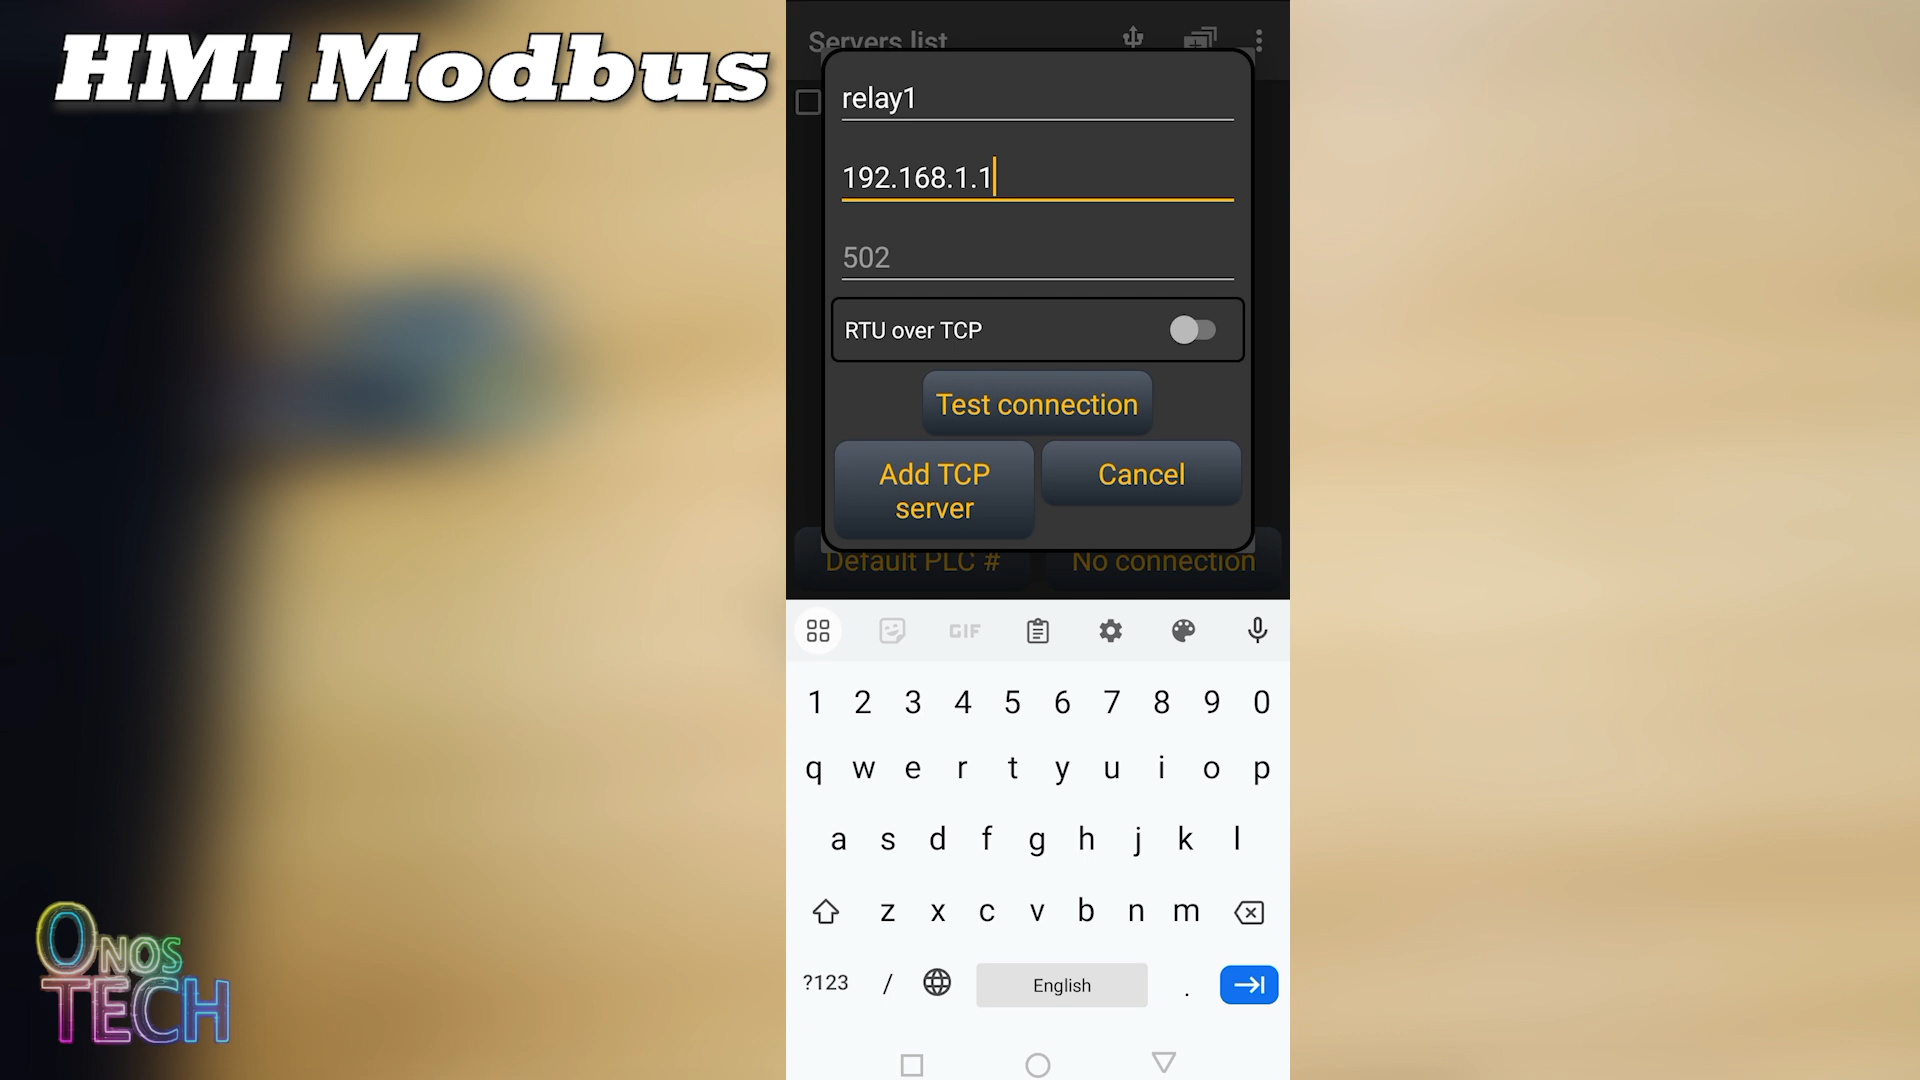 HMI Modbus
Servers list
relay1
192.168.1.1
502
RTU over TCP
Test connection
Add TCP
server
Cancel
Default PLC #
No connection
GIF
1 2 3 4 5 6 7 8 9 0
q w e r t y u i o p
a s d f g h j k l
z x c v b n m
?123 / English .
ONOS
TECH